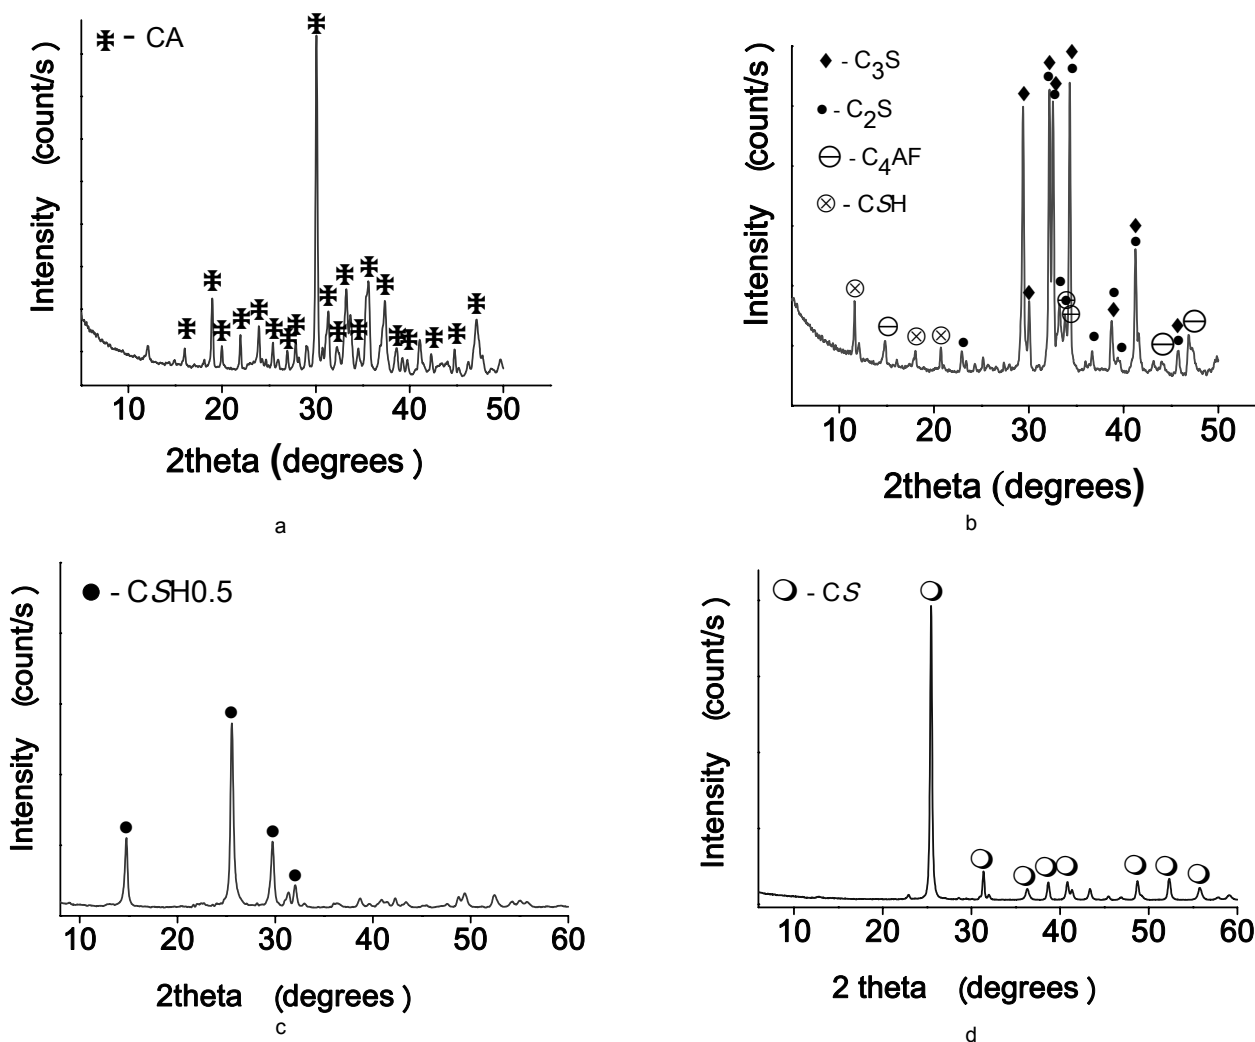 - CA
Intensity (count/s )
10 20 30 40 50
2theta (degrees )
a
- C3S
- C2S
- C4AF
- CSH
Intensity (count/s )
10 20 30 40 50
2theta (degrees)
b
- CSH0.5
Intensity (count/s )
10 20 30 40 50 60
2theta (degrees )
c
- CS
Intensity (count/s )
10 20 30 40 50 60
2 theta (degrees )
d